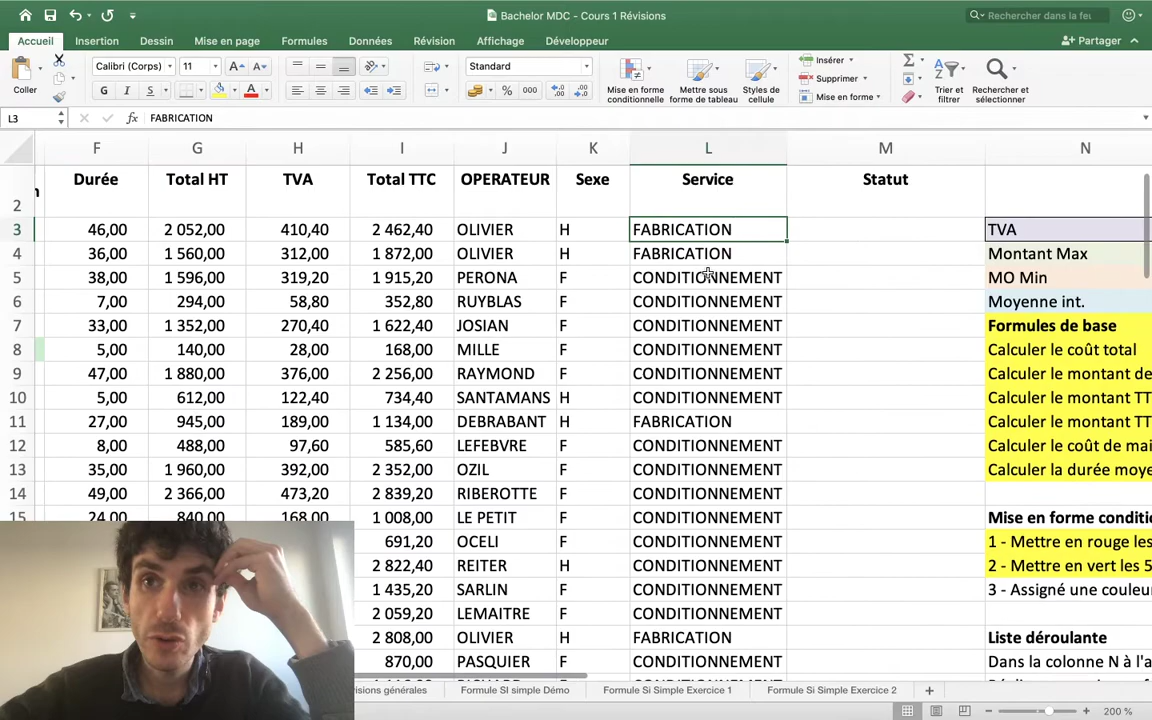 Bachelor MDC - Cours 1 Révisions
Rechercher dans la feu
Accueil Insertion Dessin Mise en page Formules Données Révision Affichage Développeur
Partager
Coller
Calibri (Corps) 11
G I S
Standard
% 000
Mise en forme conditionnelle
Mettre sous forme de tableau
Styles de cellule
Insérer
Supprimer
Mise en forme
Trier et filtrer
Rechercher et sélectionner
L3 fx FABRICATION
F G H I J K L M N
n Durée Total HT TVA Total TTC OPERATEUR Sexe Service Statut
2
3 46,00 2 052,00 410,40 2 462,40 OLIVIER H FABRICATION TVA
4 36,00 1 560,00 312,00 1 872,00 OLIVIER H FABRICATION Montant Max
5 38,00 1 596,00 319,20 1 915,20 PERONA F CONDITIONNEMENT MO Min
6 7,00 294,00 58,80 352,80 RUYBLAS F CONDITIONNEMENT Moyenne int.
7 33,00 1 352,00 270,40 1 622,40 JOSIAN F CONDITIONNEMENT Formules de base
8 5,00 140,00 28,00 168,00 MILLE F CONDITIONNEMENT Calculer le coût total
9 47,00 1 880,00 376,00 2 256,00 RAYMOND F CONDITIONNEMENT Calculer le montant de
10 5,00 612,00 122,40 734,40 SANTAMANS H CONDITIONNEMENT Calculer le montant TT
11 27,00 945,00 189,00 1 134,00 DEBRABANT H FABRICATION Calculer le montant TT
12 8,00 488,00 97,60 585,60 LEFEBVRE F CONDITIONNEMENT Calculer le coût de mai
13 35,00 1 960,00 392,00 2 352,00 OZIL F CONDITIONNEMENT Calculer la durée moye
14 49,00 2 366,00 473,20 2 839,20 RIBEROTTE F CONDITIONNEMENT
15 24,00 840,00 168,00 1 008,00 LE PETIT F CONDITIONNEMENT Mise en forme conditi
691,20 OCELI F CONDITIONNEMENT 1 - Mettre en rouge les
2 822,40 REITER H CONDITIONNEMENT 2 - Mettre en vert les 5
1 435,20 SARLIN F CONDITIONNEMENT 3 - Assigné une couleur
2 059,20 LEMAITRE F CONDITIONNEMENT
2 808,00 OLIVIER H FABRICATION Liste déroulante
870,00 PASQUIER F CONDITIONNEMENT Dans la colonne N à l'a
visions générales Formule SI simple Démo Formule Si Simple Exercice 1 Formule Si Simple Exercice 2
200 %